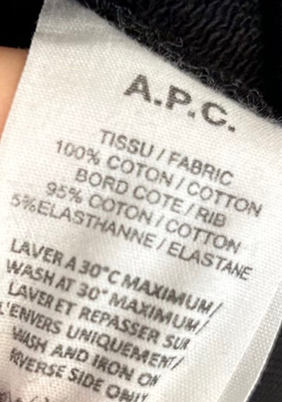 A.P.C.
TISSU / FABRIC
100% COTON / COTTON
BORD COTE / RIB
95% COTON / COTTON
5%ELASTHANNE / ELASTANE
LAVER A 30°C MAXIMUM/
WASH AT 30° MAXIMUM/
LAVER ET REPASSER SUR
L'ENVERS UNIQUEMENT/
WASH AND IRON ON
REVERSE SIDE ONLY